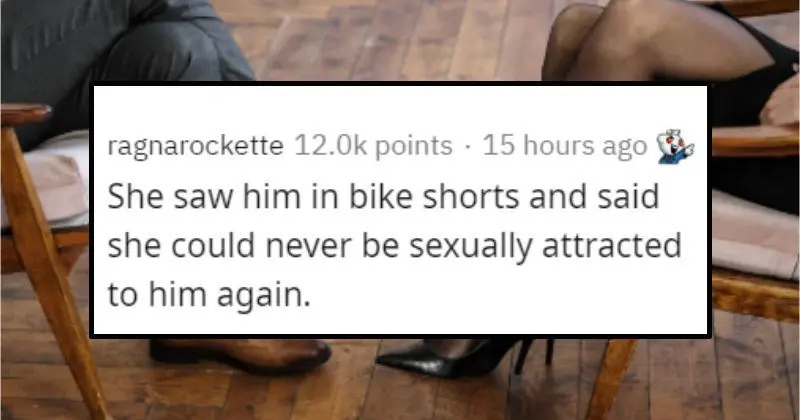 ragnarockette 12.0k points · 15 hours ago
She saw him in bike shorts and said
she could never be sexually attracted
to him again.